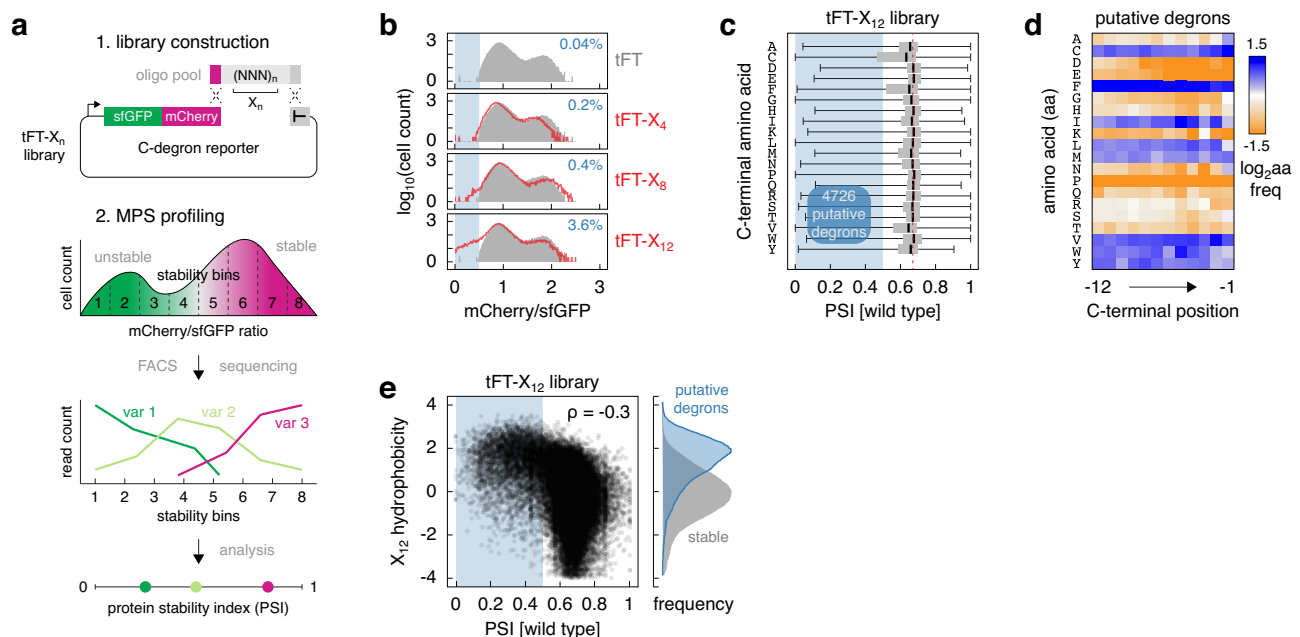 a
1. library construction
oligo pool
(NNN)n
Xn
sfGFP
mCherry
tFT-Xn
library
C-degron reporter
2. MPS profiling
cell count
unstable
stable
stability bins
1 2 3 4 5 6 7 8
mCherry/sfGFP ratio
FACS
sequencing
read count
var 1
var 2
var 3
1 2 3 4 5 6 7 8
stability bins
analysis
0
1
protein stability index (PSI)
b
log10(cell count)
3
0
0.04%
tFT
3
0
0.2%
tFT-X4
3
0
0.4%
tFT-X8
3
0
3.6%
tFT-X12
0 1 2 3
mCherry/sfGFP
c
tFT-X12 library
C-terminal amino acid
A
C
D
E
F
G
H
I
K
L
M
N
P
Q
R
S
T
V
W
Y
4726
putative
degrons
0 0.2 0.4 0.6 0.8 1
PSI [wild type]
d
putative degrons
amino acid (aa)
A
C
D
E
F
G
H
I
K
L
M
N
P
Q
R
S
T
V
W
Y
1.5
-1.5
log2aa
freq
-12
-1
C-terminal position
e
tFT-X12 library
ρ = -0.3
X12 hydrophobicity
4
2
0
-2
-4
0 0.2 0.4 0.6 0.8 1
PSI [wild type]
putative
degrons
stable
frequency